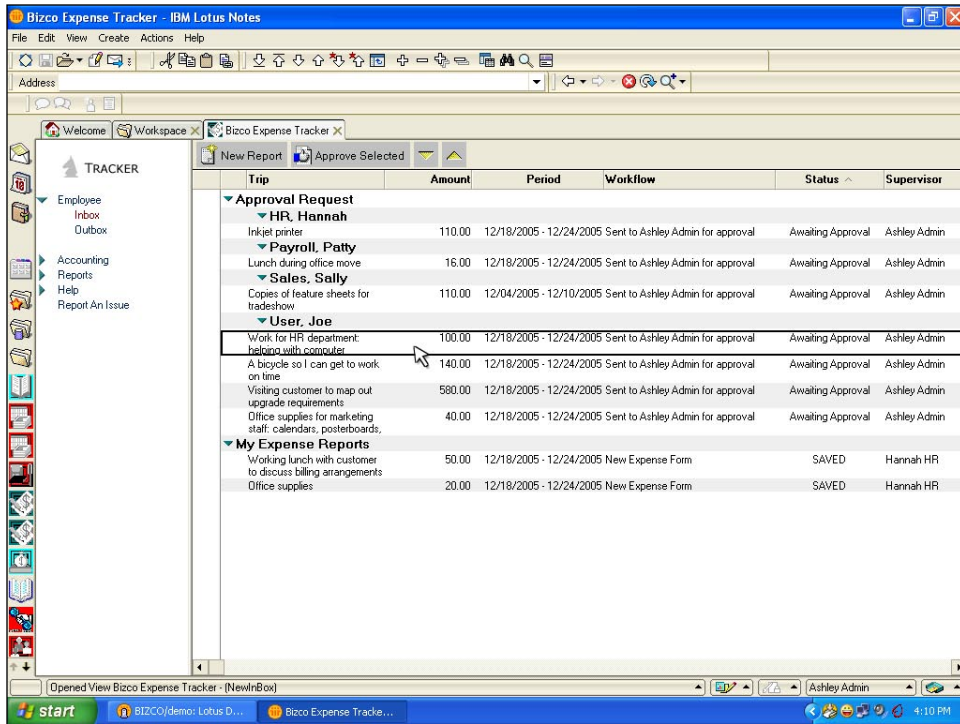 Bizco Expense Tracker - IBM Lotus Notes
File Edit View Create Actions Help
Address
Welcome Workspace Bizco Expense Tracker
TRACKER
Employee
Inbox
Outbox
Accounting
Reports
Help
Report An Issue
New Report Approve Selected
Trip Amount Period Workflow Status Supervisor
Approval Request
HR, Hannah
Inkjet printer 110.00 12/18/2005 - 12/24/2005 Sent to Ashley Admin for approval Awaiting Approval Ashley Admin
Payroll, Patty
Lunch during office move 16.00 12/18/2005 - 12/24/2005 Sent to Ashley Admin for approval Awaiting Approval Ashley Admin
Sales, Sally
Copies of feature sheets for 110.00 12/04/2005 - 12/10/2005 Sent to Ashley Admin for approval Awaiting Approval Ashley Admin
tradeshow
User, Joe
Work for HR department: 100.00 12/18/2005 - 12/24/2005 Sent to Ashley Admin for approval Awaiting Approval Ashley Admin
helping with computer
A bicycle so I can get to work 140.00 12/18/2005 - 12/24/2005 Sent to Ashley Admin for approval Awaiting Approval Ashley Admin
on time
Visiting customer to map out 580.00 12/18/2005 - 12/24/2005 Sent to Ashley Admin for approval Awaiting Approval Ashley Admin
upgrade requirements
Office supplies for marketing 40.00 12/18/2005 - 12/24/2005 Sent to Ashley Admin for approval Awaiting Approval Ashley Admin
staff: calendars, posterboards,
My Expense Reports
Working lunch with customer 50.00 12/18/2005 - 12/24/2005 New Expense Form SAVED Hannah HR
to discuss billing arrangements
Office supplies 20.00 12/18/2005 - 12/24/2005 New Expense Form SAVED Hannah HR
Opened View Bizco Expense Tracker - (NewInBox) Ashley Admin
start BIZCO/demo: Lotus D... Bizco Expense Tracke... 4:10 PM